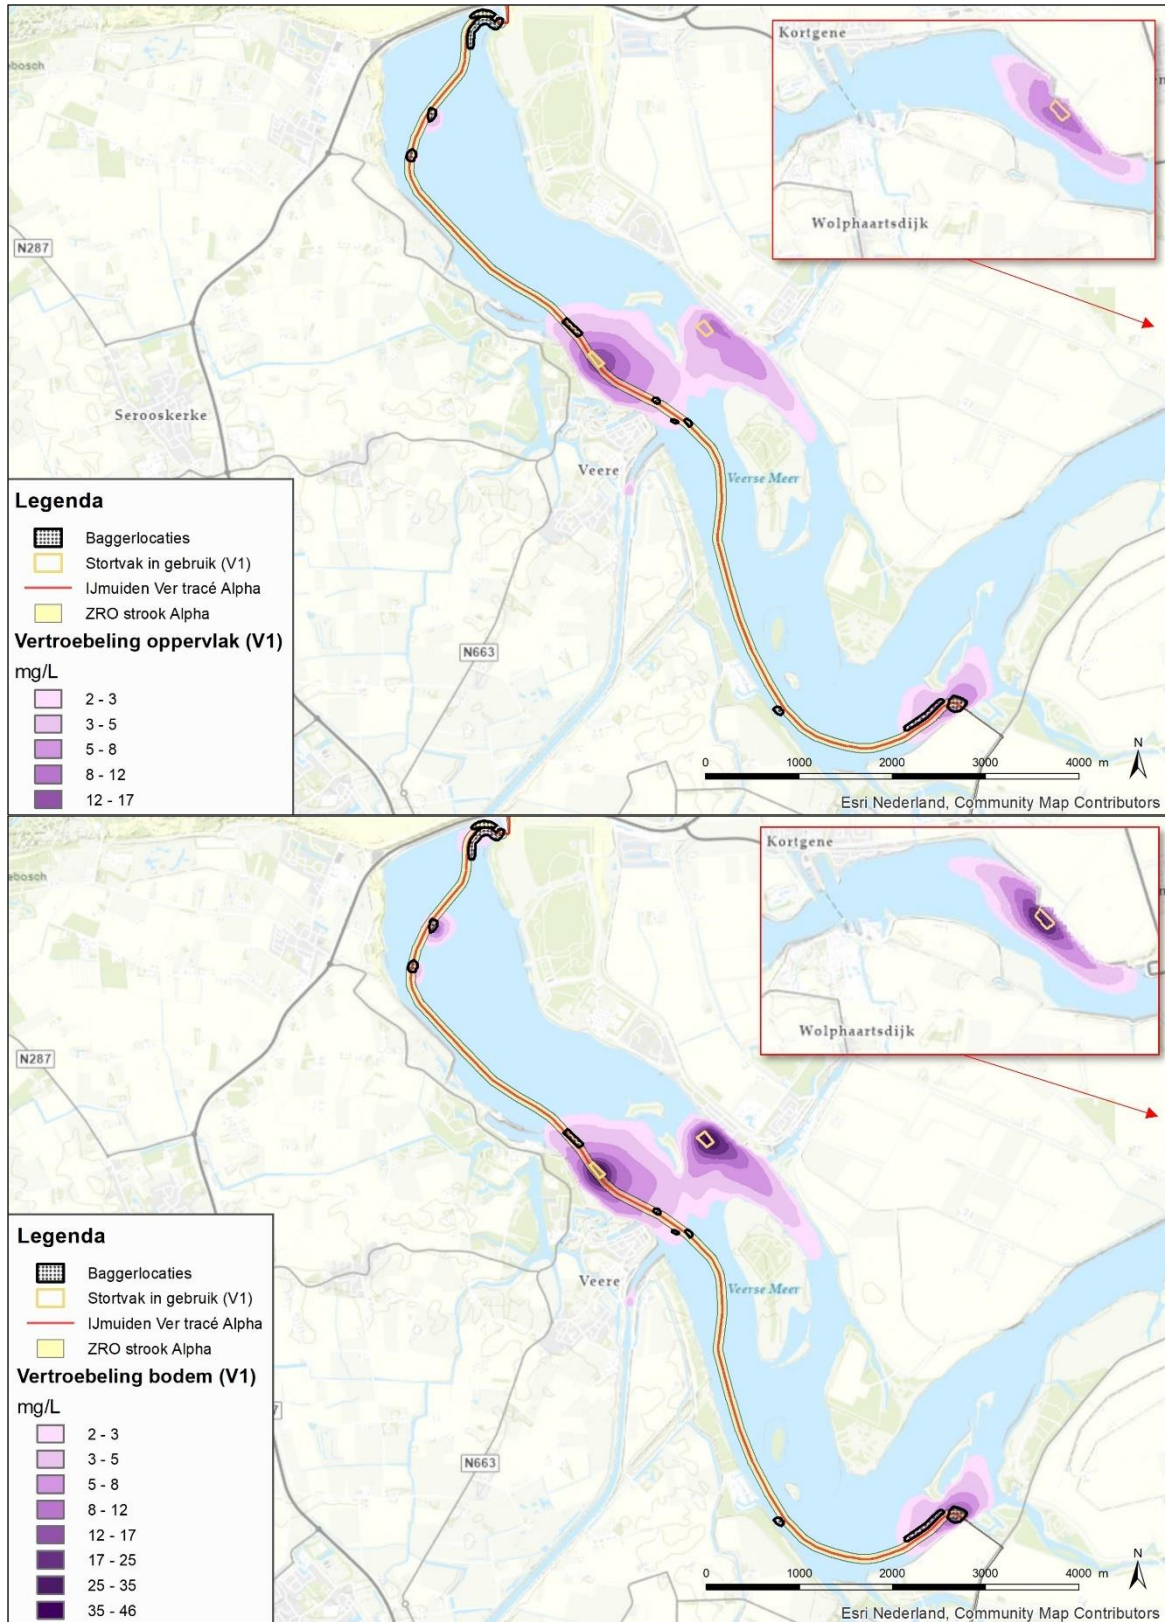 Kortgene
Wolphaartsdijk
ebosch
N287
Serooskerke
Veere
Veerse Meer
N663
Legenda
Baggerlocaties
Stortvak in gebruik (V1)
IJmuiden Ver tracé Alpha
ZRO strook Alpha
Vertroebeling oppervlak (V1)
mg/L
2 - 3
3 - 5
5 - 8
8 - 12
12 - 17
0 1000 2000 3000 4000 m
N
Esri Nederland, Community Map Contributors
Kortgene
Wolphaartsdijk
ebosch
N287
Veere
Veerse Meer
N663
Legenda
Baggerlocaties
Stortvak in gebruik (V1)
IJmuiden Ver tracé Alpha
ZRO strook Alpha
Vertroebeling bodem (V1)
mg/L
2 - 3
3 - 5
5 - 8
8 - 12
12 - 17
17 - 25
25 - 35
35 - 46
0 1000 2000 3000 4000 m
N
Esri Nederland, Community Map Contributors